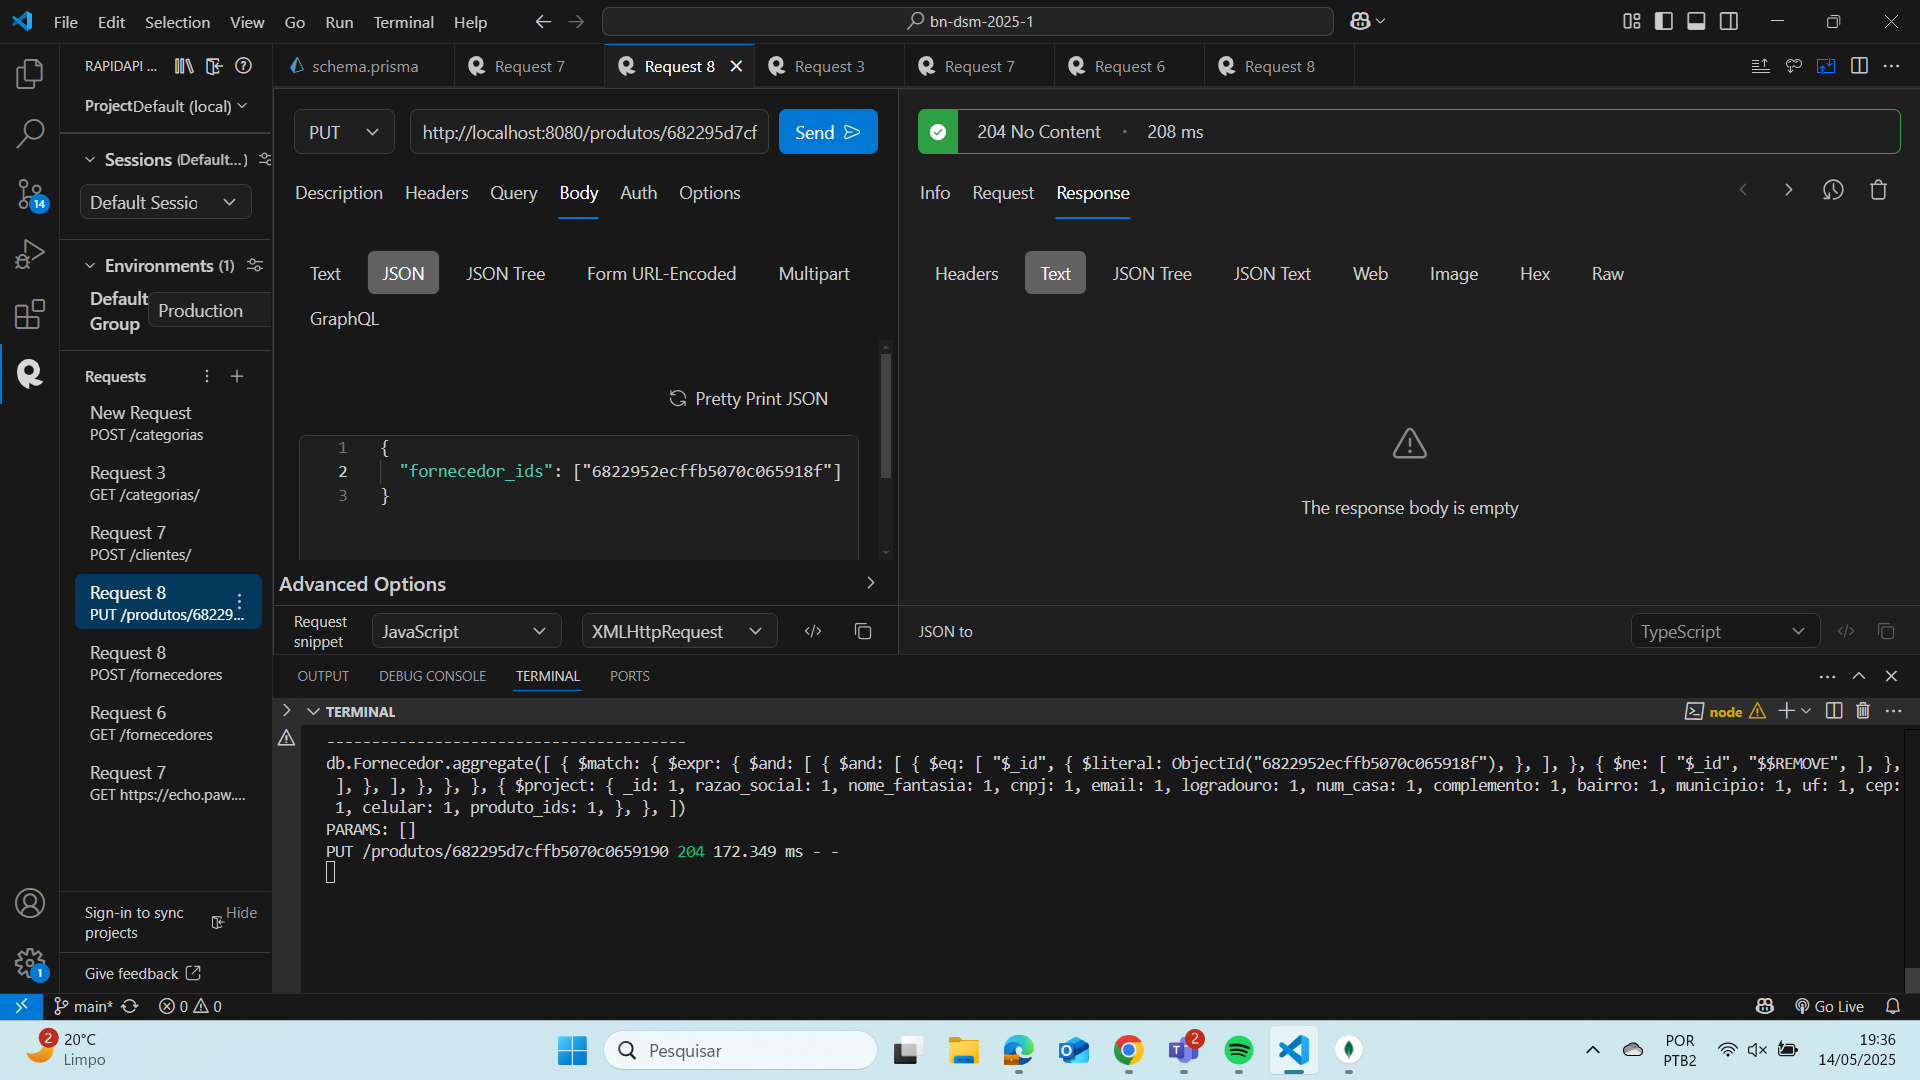 File Edit Selection View Go Run Terminal Help
bn-dsm-2025-1
RAPIDAPI ...
schema.prisma
Request 7
Request 8
Request 3
Request 7
Request 6
Request 8
Project Default (local)
Sessions (Default...)
Default Sessio
Environments (1)
Default Group
Production
Requests
New Request
POST /categorias
Request 3
GET /categorias/
Request 7
POST /clientes/
Request 8
PUT /produtos/68229...
Request 8
POST /fornecedores
Request 6
GET /fornecedores
Request 7
GET https://echo.paw....
Sign-in to sync projects
Hide
Give feedback
PUT
http://localhost:8080/produtos/682295d7cf
Send
Description Headers Query Body Auth Options
Text JSON JSON Tree Form URL-Encoded Multipart
GraphQL
Pretty Print JSON
1 {
2 "fornecedor_ids": ["6822952ecffb5070c065918f"]
3 }
Advanced Options
Request snippet
JavaScript
XMLHttpRequest
204 No Content · 208 ms
Info Request Response
Headers Text JSON Tree JSON Text Web Image Hex Raw
The response body is empty
JSON to
TypeScript
OUTPUT DEBUG CONSOLE TERMINAL PORTS
TERMINAL
node
----------------------------------------
db.Fornecedor.aggregate([ { $match: { $expr: { $and: [ { $and: [ { $eq: [ "$_id", { $literal: ObjectId("6822952ecffb5070c065918f"), }, ], }, { $ne: [ "$_id", "$$REMOVE", ], },
], }, ], }, }, }, { $project: { _id: 1, razao_social: 1, nome_fantasia: 1, cnpj: 1, email: 1, logradouro: 1, num_casa: 1, complemento: 1, bairro: 1, municipio: 1, uf: 1, cep:
1, celular: 1, produto_ids: 1, }, }, ])
PARAMS: []
PUT /produtos/682295d7cffb5070c0659190 204 172.349 ms - -
14
1
main* 0 0
Go Live
2
20°C
Limpo
Pesquisar
2
POR
PTB2
19:36
14/05/2025